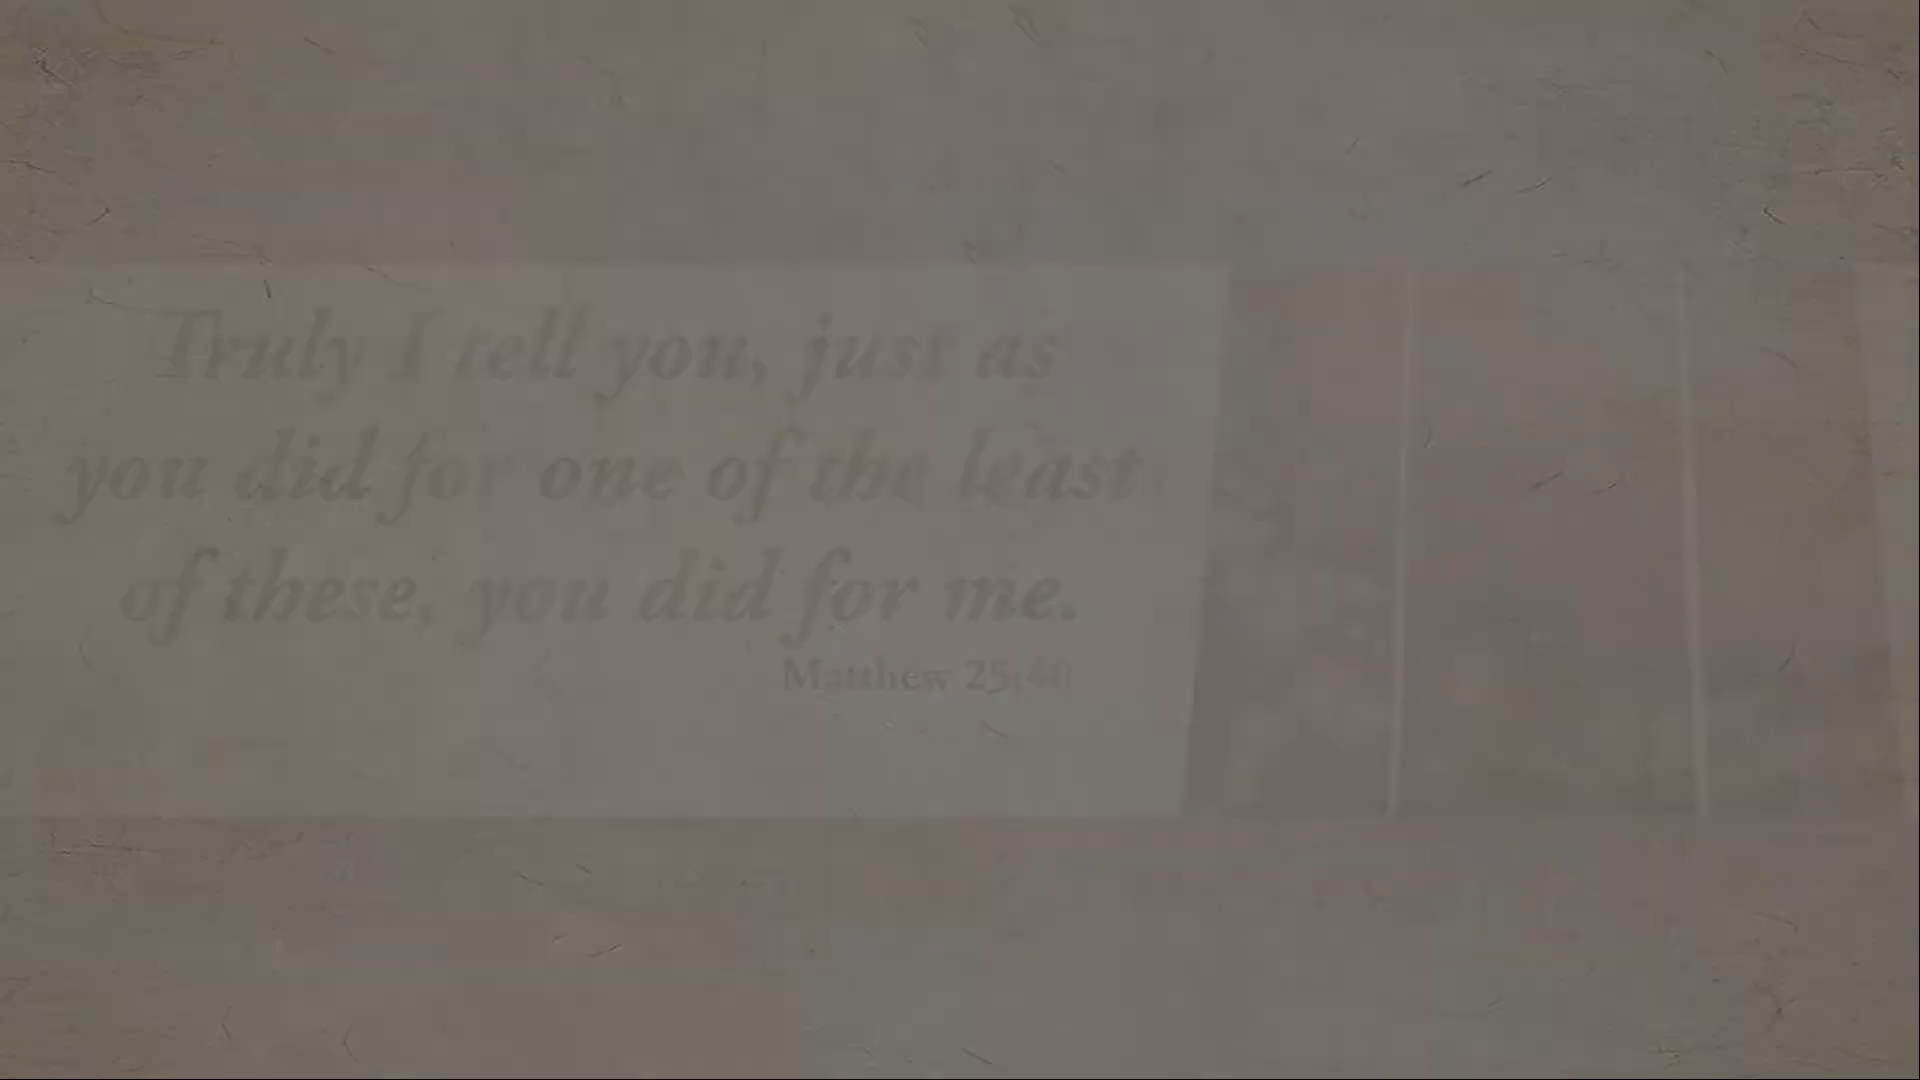 Truly I tell you, just as
you did for one of the least
of these, you did for me.
Matthew 25:40